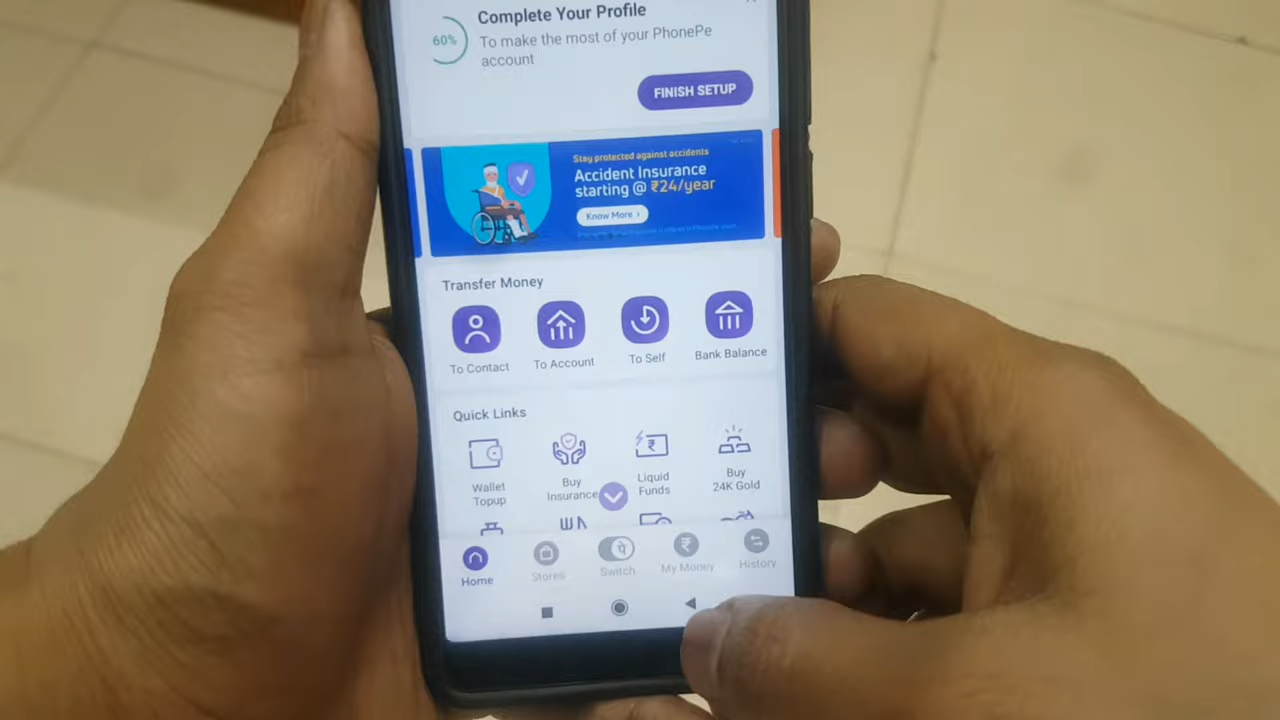 Complete Your Profile
60%
To make the most of your PhonePe
account
FINISH SETUP
Stay protected against accidents
Accident Insurance
starting @ ₹24/year
Know More ›
Transfer Money
To Contact
To Account
To Self
Bank Balance
Quick Links
Wallet
Topup
Buy
Insurance
Liquid
Funds
Buy
24K Gold
Home
Stores
Switch
My Money
History